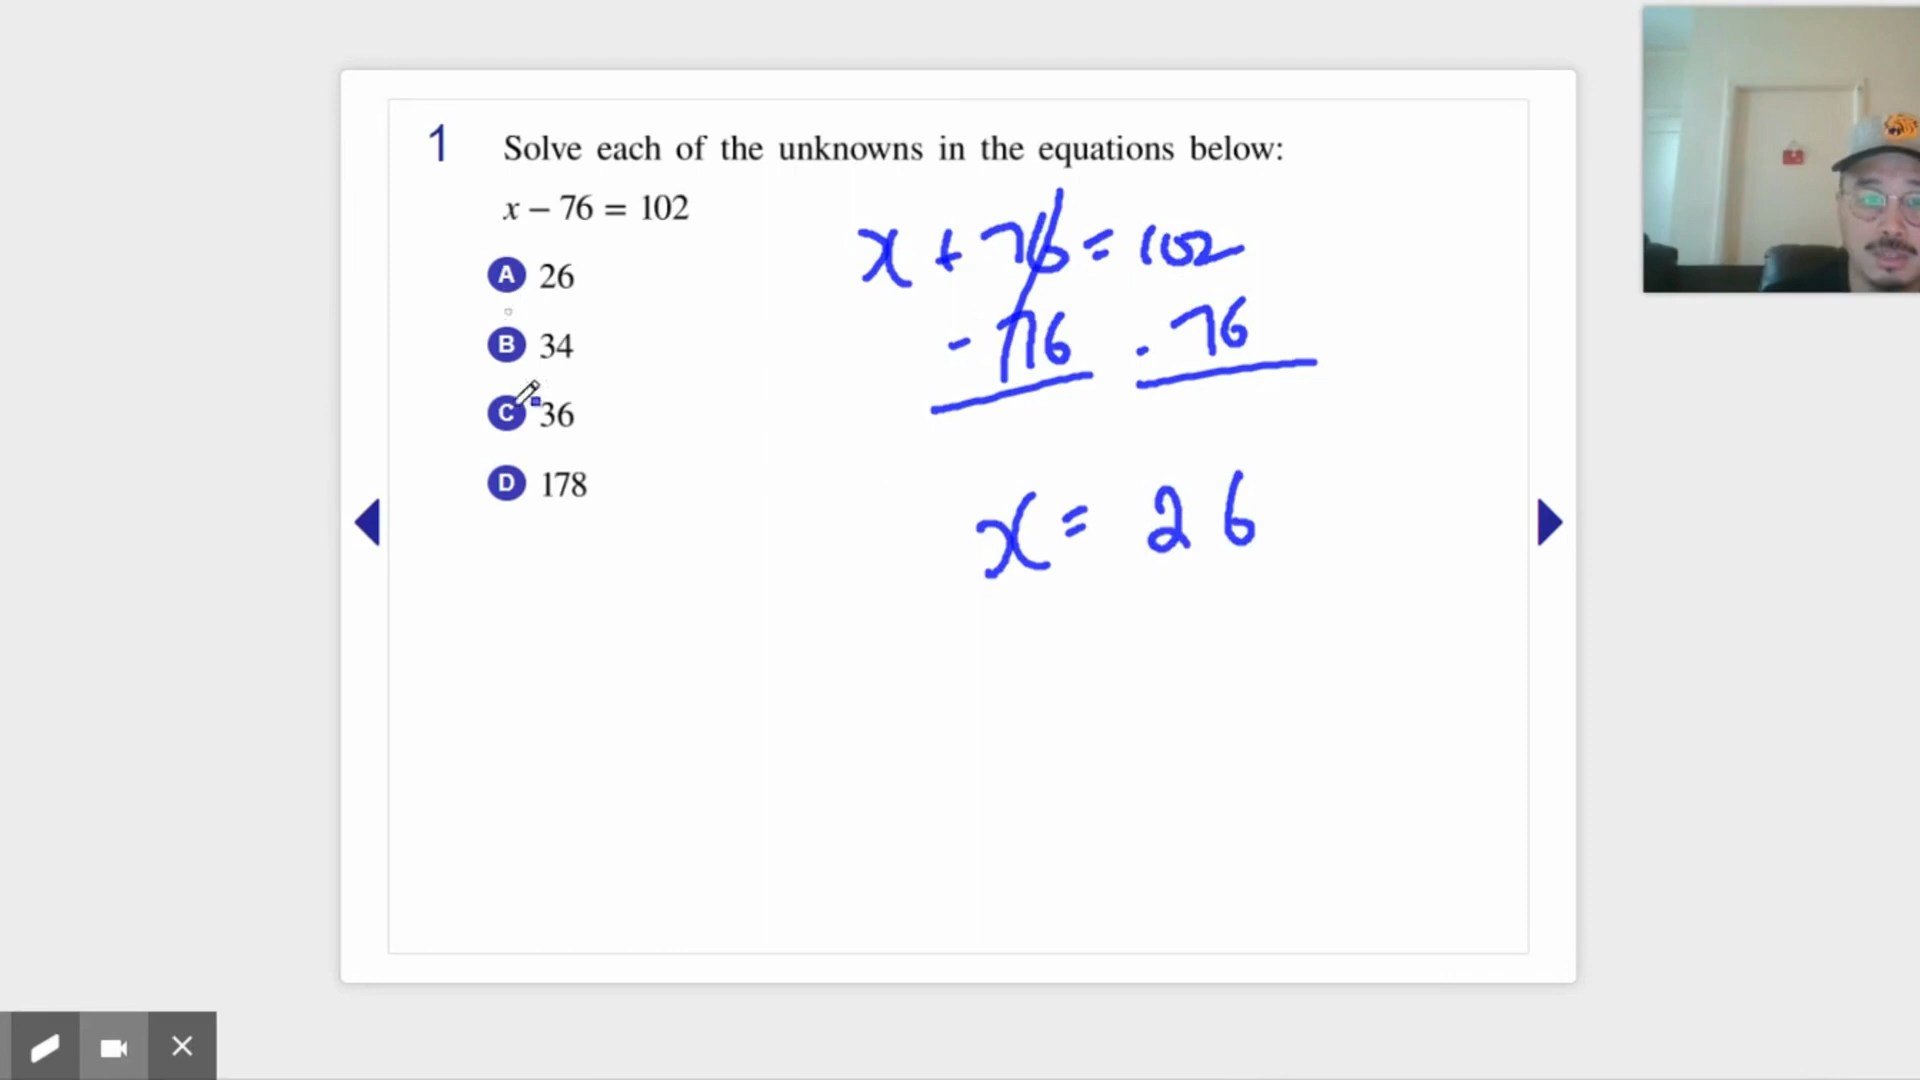 1 Solve each of the unknowns in the equations below:
x − 76 = 102
A 26
B 34
C 36
D 178
x + 76 = 102
- 76 - 76
x = 26